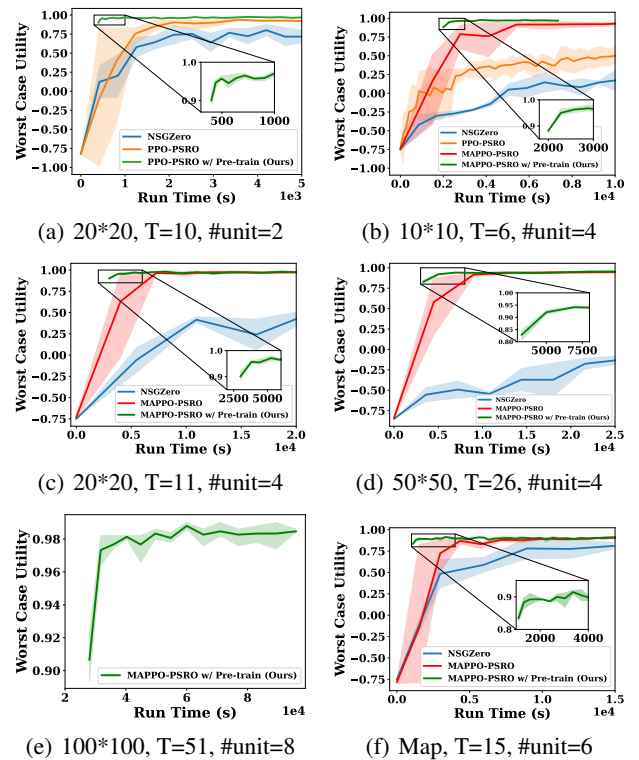 Worst Case Utility
1.00
0.75
0.50
0.25
0.00
−0.25
−0.50
−0.75
−1.00
1.0
0.9
500 1000
NSGZero
PPO-PSRO
PPO-PSRO w/ Pre-train (Ours)
0 1 2 3 4 5
1e3
Run Time (s)
(a) 20*20, T=10, #unit=2
Worst Case Utility
1.00
0.75
0.50
0.25
0.00
−0.25
−0.50
−0.75
−1.00
1.0
0.9
2000 3000
NSGZero
PPO-PSRO
MAPPO-PSRO
MAPPO-PSRO w/ Pre-train (Ours)
0.0 0.2 0.4 0.6 0.8 1.0
1e4
Run Time (s)
(b) 10*10, T=6, #unit=4
Worst Case Utility
1.00
0.75
0.50
0.25
0.00
−0.25
−0.50
−0.75
1.0
0.9
2500 5000
NSGZero
MAPPO-PSRO
MAPPO-PSRO w/ Pre-train (Ours)
0.0 0.5 1.0 1.5 2.0
1e4
Run Time (s)
(c) 20*20, T=11, #unit=4
Worst Case Utility
1.00
0.75
0.50
0.25
0.00
−0.25
−0.50
−0.75
1.00
0.95
0.90
0.85
0.80
5000 7500
NSGZero
MAPPO-PSRO
MAPPO-PSRO w/ Pre-train (Ours)
0.0 0.5 1.0 1.5 2.0 2.5
1e4
Run Time (s)
(d) 50*50, T=26, #unit=4
Worst Case Utility
0.98
0.96
0.94
0.92
0.90
MAPPO-PSRO w/ Pre-train (Ours)
2 4 6 8 10
1e4
Run Time (s)
(e) 100*100, T=51, #unit=8
Worst Case Utility
1.00
0.75
0.50
0.25
0.00
−0.25
−0.50
−0.75
0.9
0.8
2000 4000
NSGZero
MAPPO-PSRO
MAPPO-PSRO w/ Pre-train (Ours)
0.0 0.5 1.0 1.5
1e4
Run Time (s)
(f) Map, T=15, #unit=6